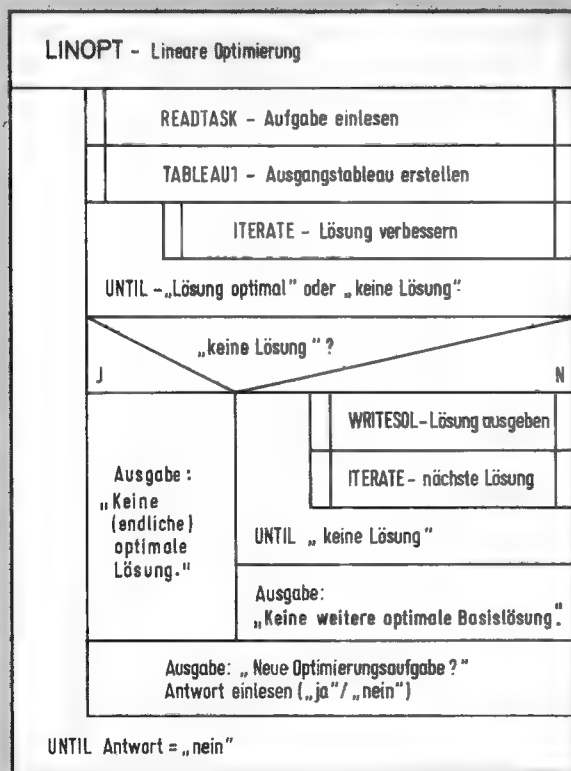 LINOPT - Lineare Optimierung
READTASK - Aufgabe einlesen
TABLEAU1 - Ausgangstableau erstellen
ITERATE - Lösung verbessern
UNTIL -„Lösung optimal" oder „keine Lösung".
„keine Lösung "?
J
N
WRITESOL-Lösung ausgeben
ITERATE - nächste Lösung
UNTIL „ keine Lösung"
Ausgabe:
„Keine
(endliche)
optimale
Lösung."
Ausgabe:
„Keine weitere optimale Basislösung".
Ausgabe: „Neue Optimierungsaufgabe?"
Antwort einlesen („ja"/„nein")
UNTIL Antwort = „nein"